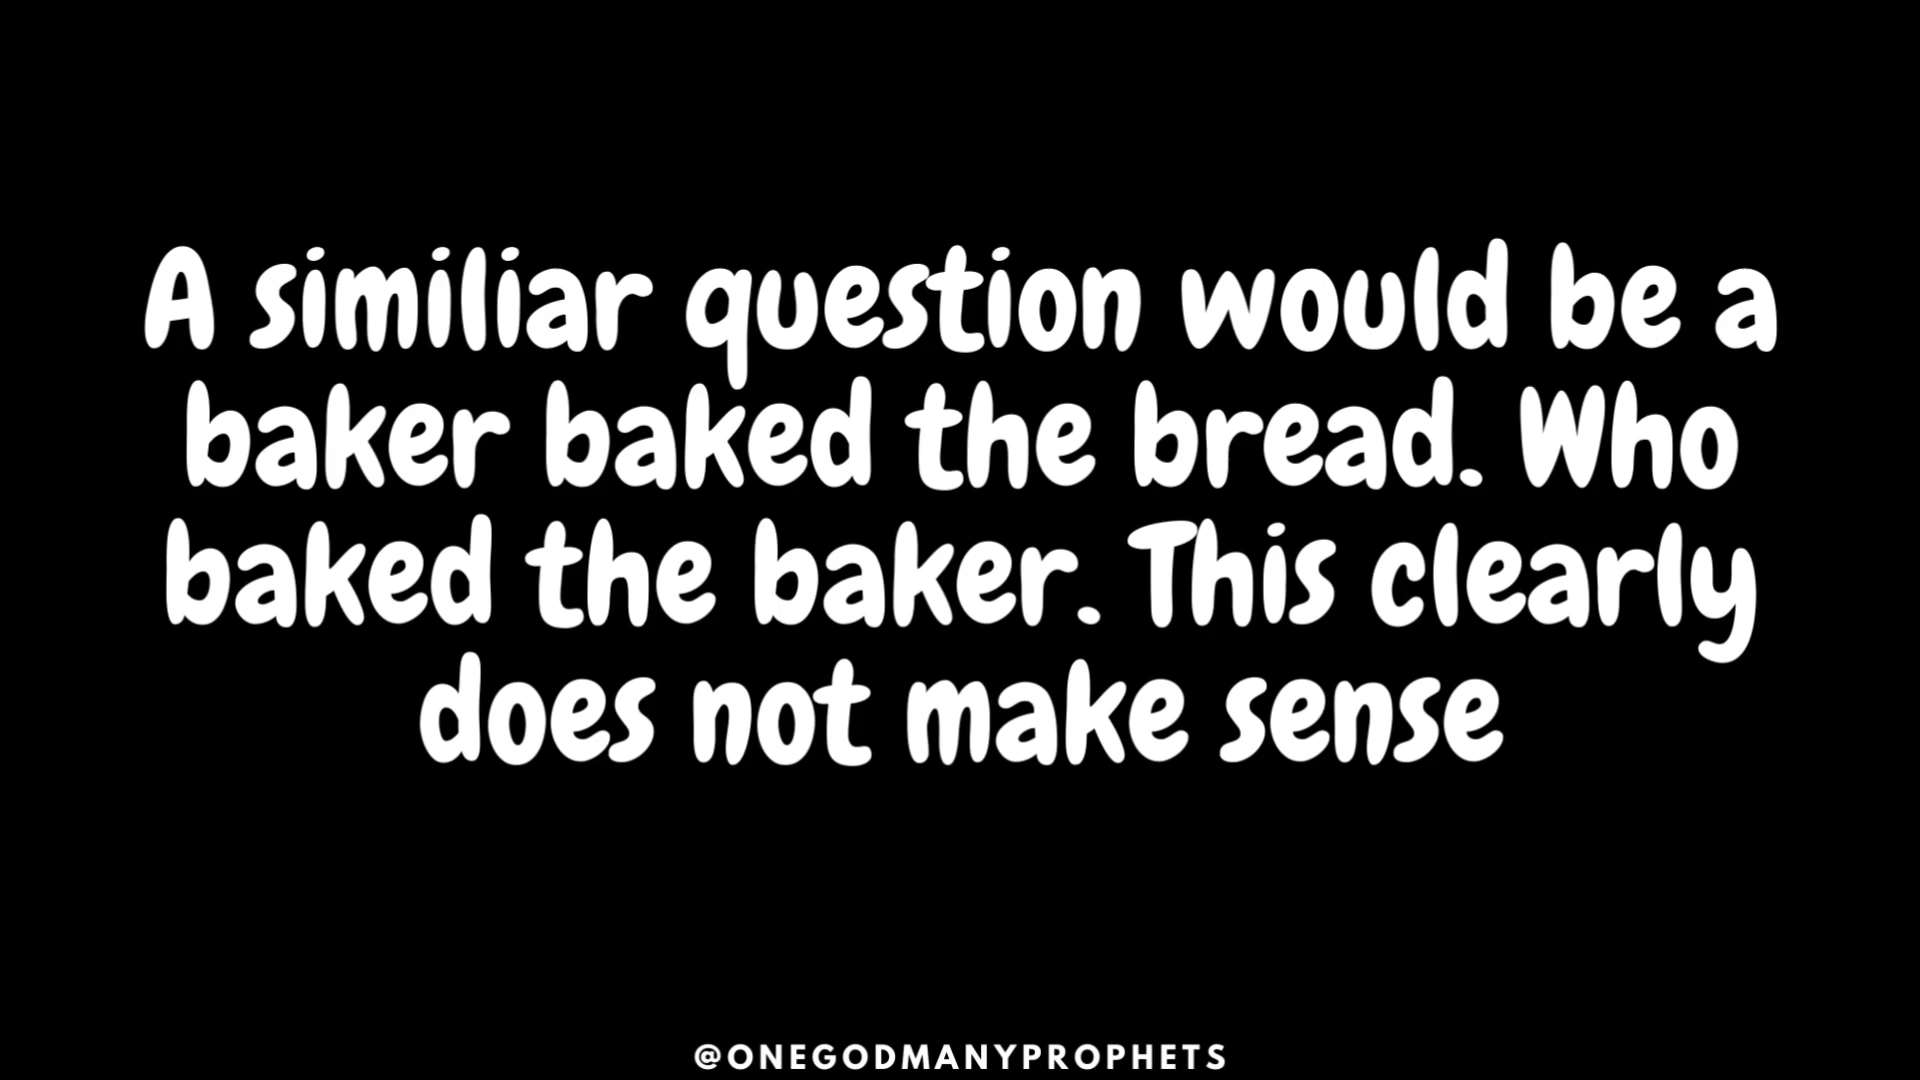 A similiar question would be a
baker baked the bread. Who
baked the baker. This clearly
does not make sense
@ONEGODMANYPROPHETS